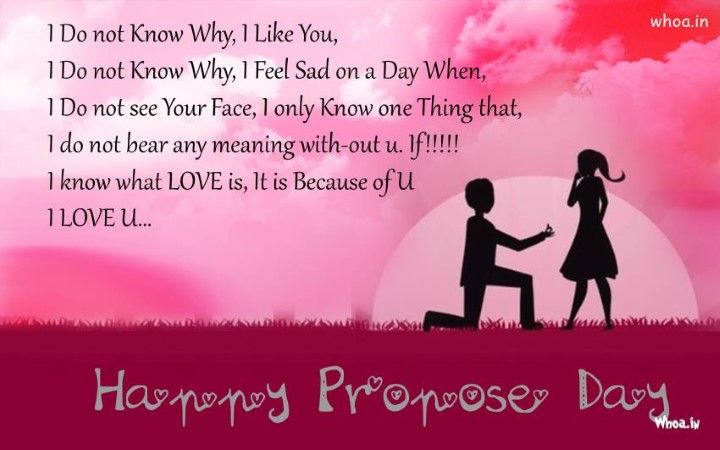 whoa.in
I Do not Know Why, I Like You,
I Do not Know Why, I Feel Sad on a Day When,
I Do not see Your Face, I only Know one Thing that,
I do not bear any meaning with-out u. If!!!!!
I know what LOVE is, It is Because of U
I LOVE U...
Happy Propose Day
Whoa.in